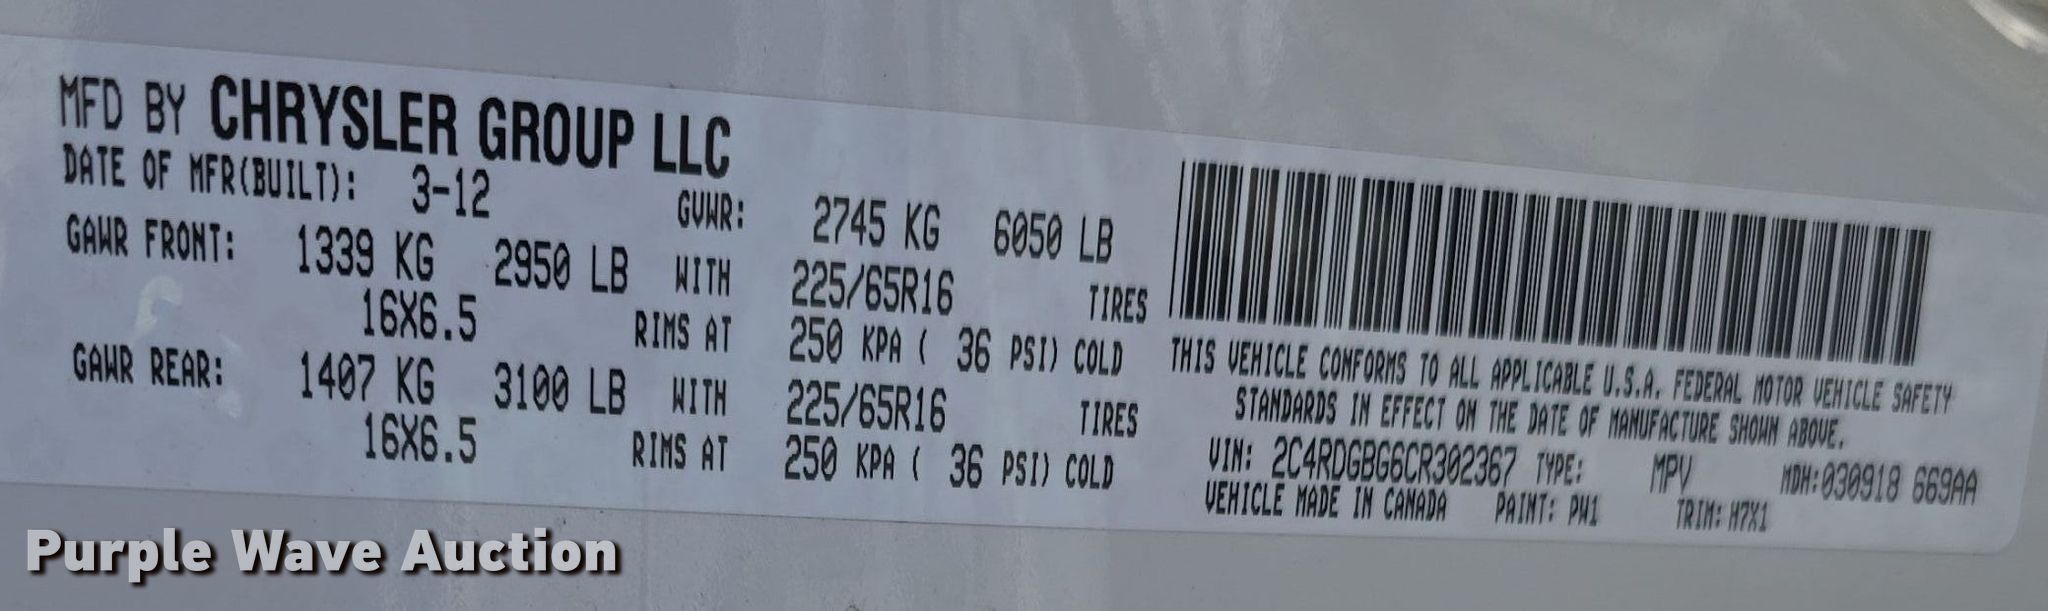 MFD BY CHRYSLER GROUP LLC
DATE OF MFR(BUILT): 3-12 GVWR: 2745 KG 6050 LB
GAWR FRONT: 1339 KG 2950 LB WITH 225/65R16 TIRES
16X6.5 RIMS AT 250 KPA ( 36 PSI) COLD
GAWR REAR: 1407 KG 3100 LB WITH 225/65R16 TIRES
16X6.5 RIMS AT 250 KPA ( 36 PSI) COLD
THIS VEHICLE CONFORMS TO ALL APPLICABLE U.S.A. FEDERAL MOTOR VEHICLE SAFETY
STANDARDS IN EFFECT ON THE DATE OF MANUFACTURE SHOWN ABOVE.
VIN: 2C4RDGBG6CR302367 TYPE: MPV MDH:030918 669AA
VEHICLE MADE IN CANADA PAINT: PW1 TRIM: H7X1
Purple Wave Auction